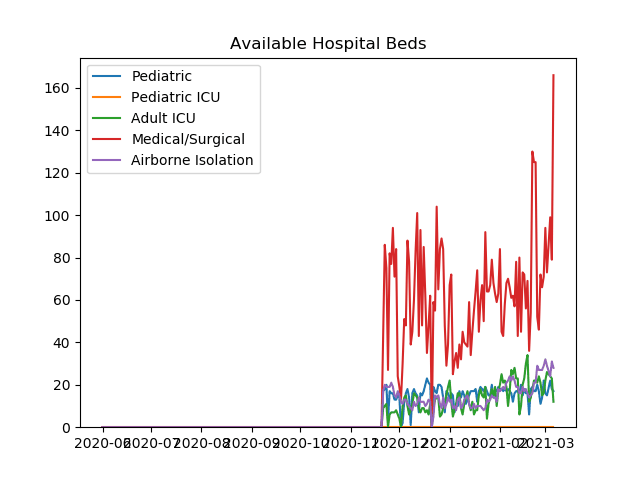 Available Hospital Beds
Pediatric
Pediatric ICU
Adult ICU
Medical/Surgical
Airborne Isolation
160
140
120
100
80
60
40
20
0
2020-06 2020-07 2020-08 2020-09 2020-10 2020-11 2020-12 2021-01 2021-02 2021-03